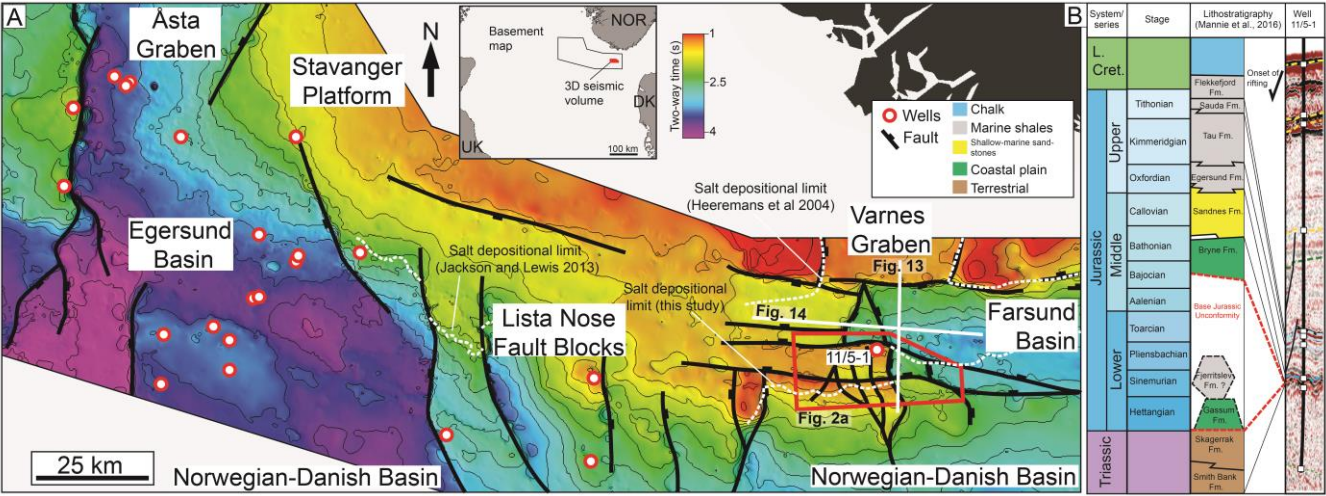 A
Åsta
Graben
Stavanger
Platform
N
Basement
map
NOR
3D seismic
volume
DK
UK
100 km
1
2.5
4
Two-way time (s)
Wells
Fault
Chalk
Marine shales
Shallow-marine sand-
stones
Coastal plain
Terrestrial
Salt depositional limit
(Heeremans et al 2004)
Varnes
Graben
Fig. 13
Egersund
Basin
Salt depositional limit
(Jackson and Lewis 2013)
Salt depositional
limit (this study)
Fig. 14
Lista Nose
Fault Blocks
Farsund
Basin
11/5-1
Fig. 2a
25 km
Norwegian-Danish Basin
Norwegian-Danish Basin
B
System/
series
Stage
Lithostratigraphy
(Mannie et al., 2016)
Well
11/5-1
L.
Cret.
Flekkefjord
Fm.
Onset of
rifting
Jurassic
Upper
Tithonian
Sauda Fm.
Kimmeridgian
Tau Fm.
Oxfordian
Egersund Fm.
Middle
Callovian
Sandnes Fm.
Bathonian
Bryne Fm.
Bajocian
Aalenian
Base Jurassic
Unconformity
Lower
Toarcian
Pliensbachian
Sinemurian
Fjerritslev
Fm. ?
Hettangian
Gassum
Fm.
Triassic
Skagerrak
Fm.
Smith Bank
Fm.